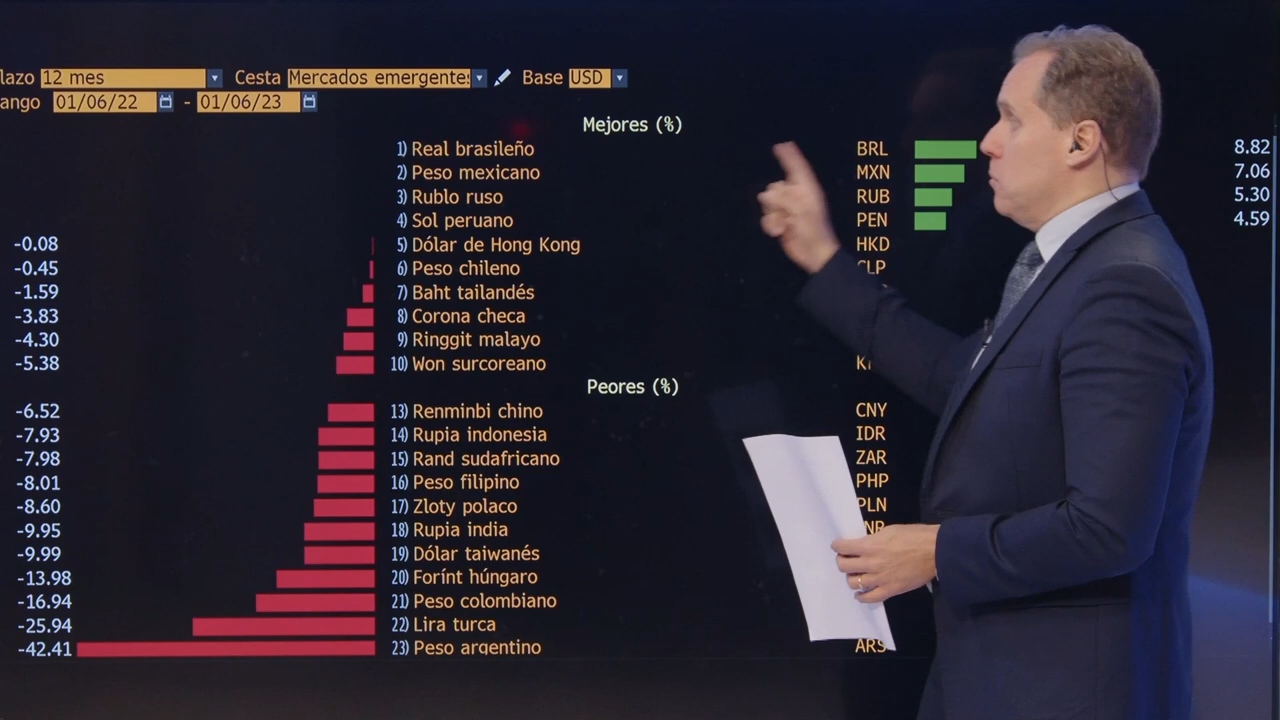 lazo 12 mes Cesta Mercados emergentes Base USD
ango 01/06/22 - 01/06/23
Mejores (%)
1) Real brasileño BRL 8.82
2) Peso mexicano MXN 7.06
3) Rublo ruso RUB 5.30
4) Sol peruano PEN 4.59
-0.08 5) Dólar de Hong Kong HKD
-0.45 6) Peso chileno CLP
-1.59 7) Baht tailandés
-3.83 8) Corona checa
-4.30 9) Ringgit malayo
-5.38 10) Won surcoreano
Peores (%)
-6.52 13) Renminbi chino CNY
-7.93 14) Rupia indonesia IDR
-7.98 15) Rand sudafricano ZAR
-8.01 16) Peso filipino PHP
-8.60 17) Zloty polaco PLN
-9.95 18) Rupia india
-9.99 19) Dólar taiwanés
-13.98 20) Forínt húngaro
-16.94 21) Peso colombiano
-25.94 22) Lira turca
-42.41 23) Peso argentino ARS